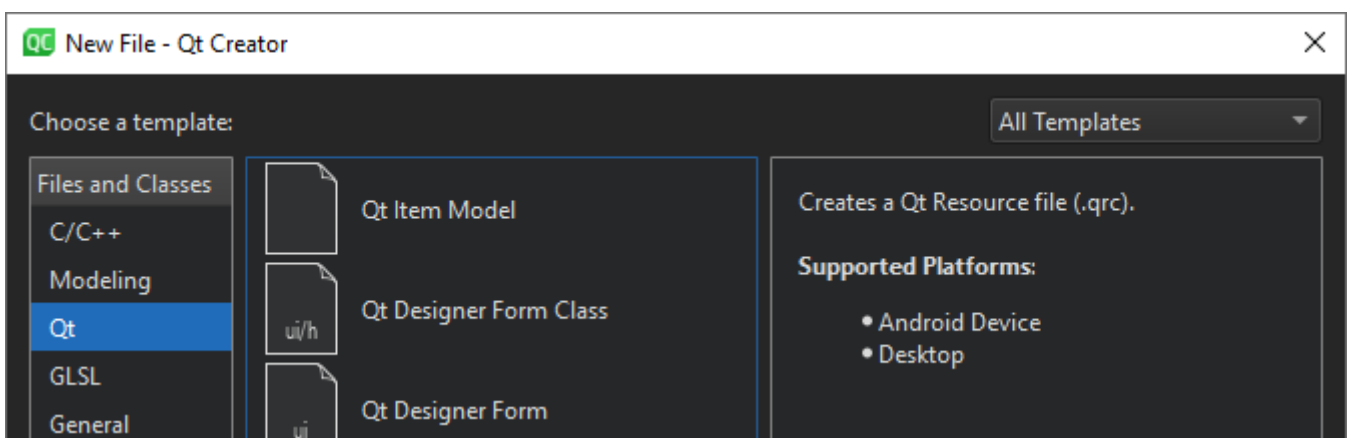 QC New File - Qt Creator
Choose a template:
All Templates
Files and Classes
C/C++
Modeling
Qt
GLSL
General
Qt Item Model
ui/h
Qt Designer Form Class
ui
Qt Designer Form
Creates a Qt Resource file (.qrc).
Supported Platforms:
• Android Device
• Desktop